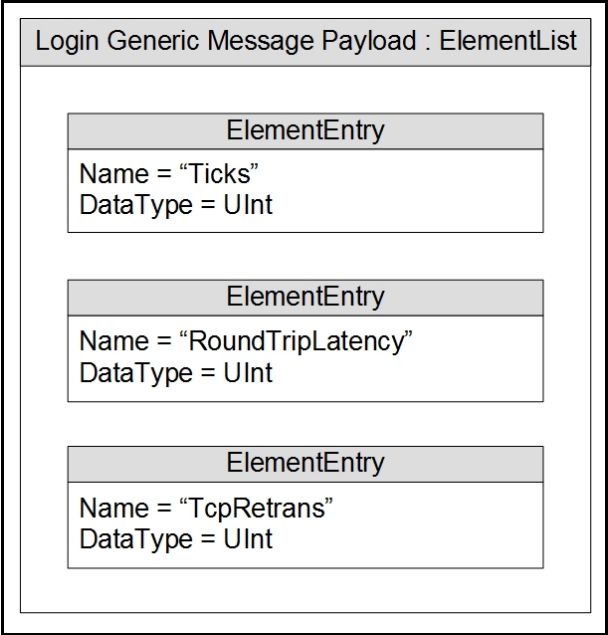 Login Generic Message Payload : ElementList
ElementEntry
Name = “Ticks”
DataType = UInt
ElementEntry
Name = “RoundTripLatency”
DataType = UInt
ElementEntry
Name = “TcpRetrans”
DataType = UInt